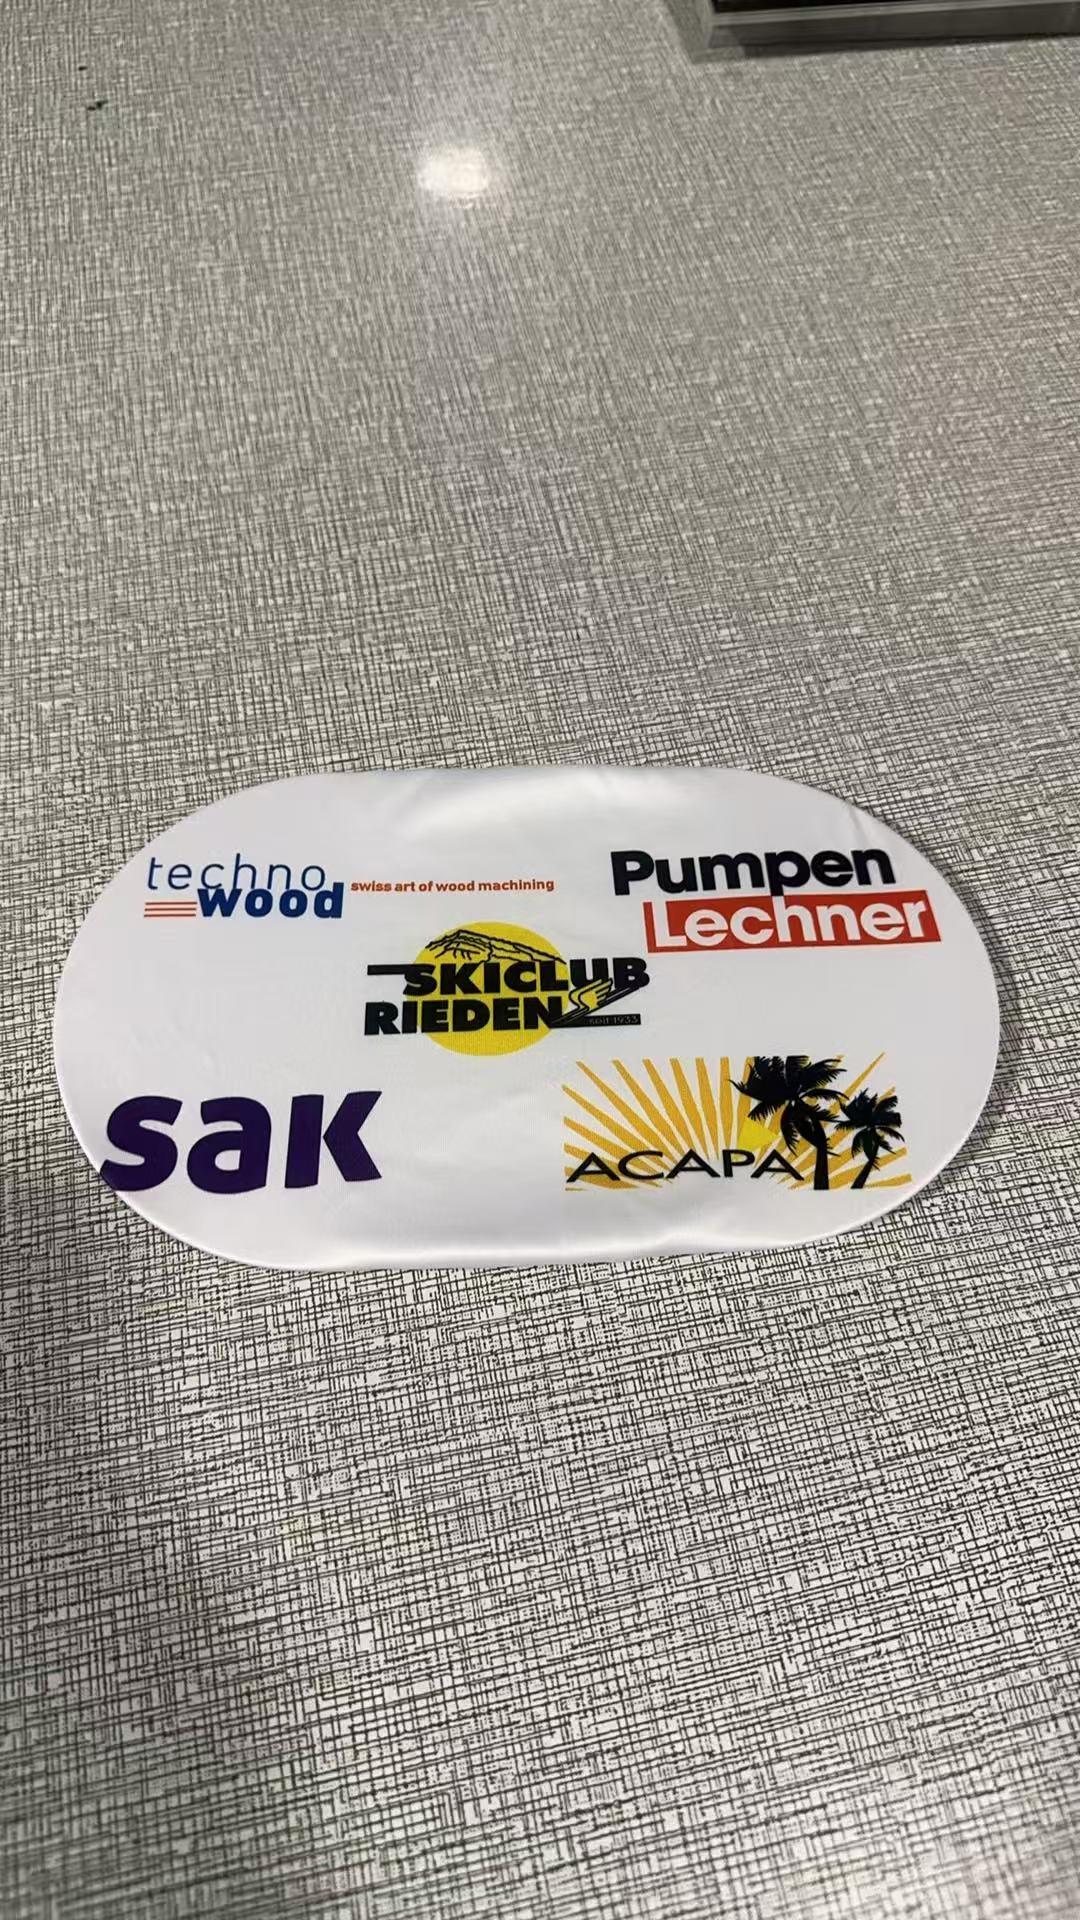 techno
wood swiss art of wood machining
Pumpen
Lechner
SKICLUB
RIEDEN
seit 1933
sak
ACAPA